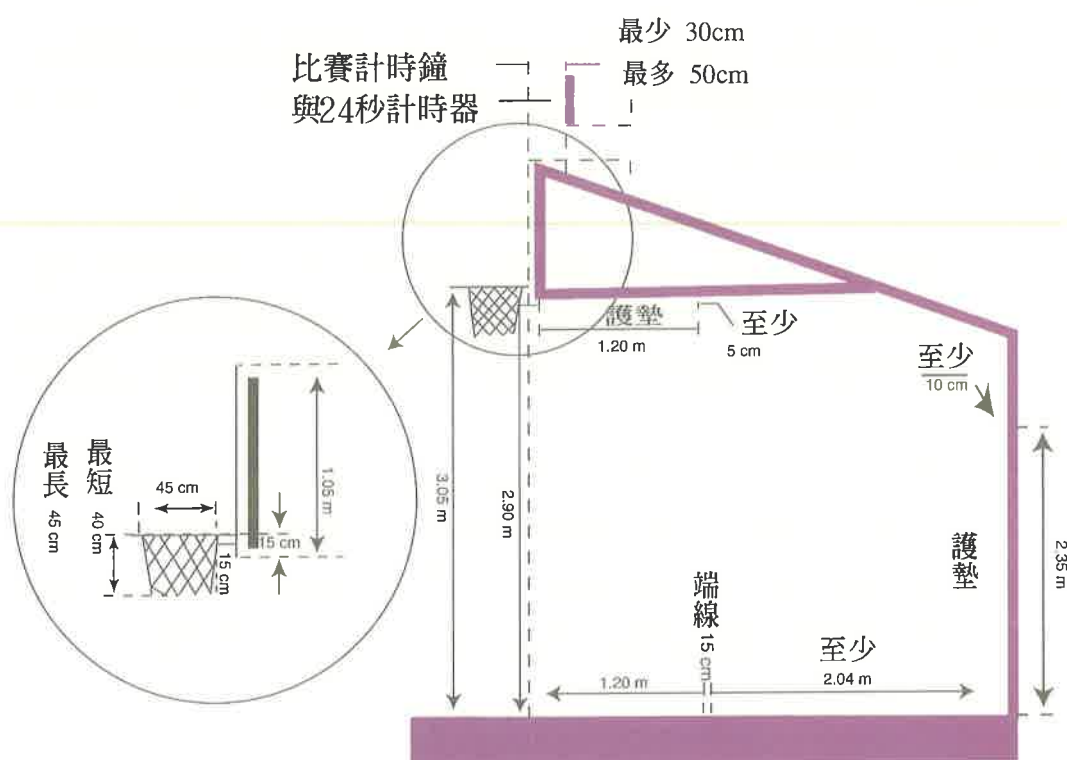 最少 30cm
最多 50cm
比賽計時鐘
與24秒計時器
護墊
1.20 m
至少
5 cm
至少
10 cm
3.05 m
2.90 m
護墊
2.35 m
端線
15 cm
1.20 m
至少
2.04 m
最長 45 cm
最短 40 cm
45 cm
1.05 m
15 cm
15 cm